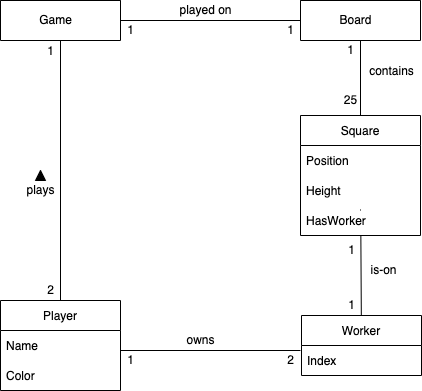 Game
played on
Board
1
1
1
1
contains
25
Square
Position
Height
HasWorker
plays
1
is-on
2
1
Player
Worker
Name
owns
1
2
Index
Color